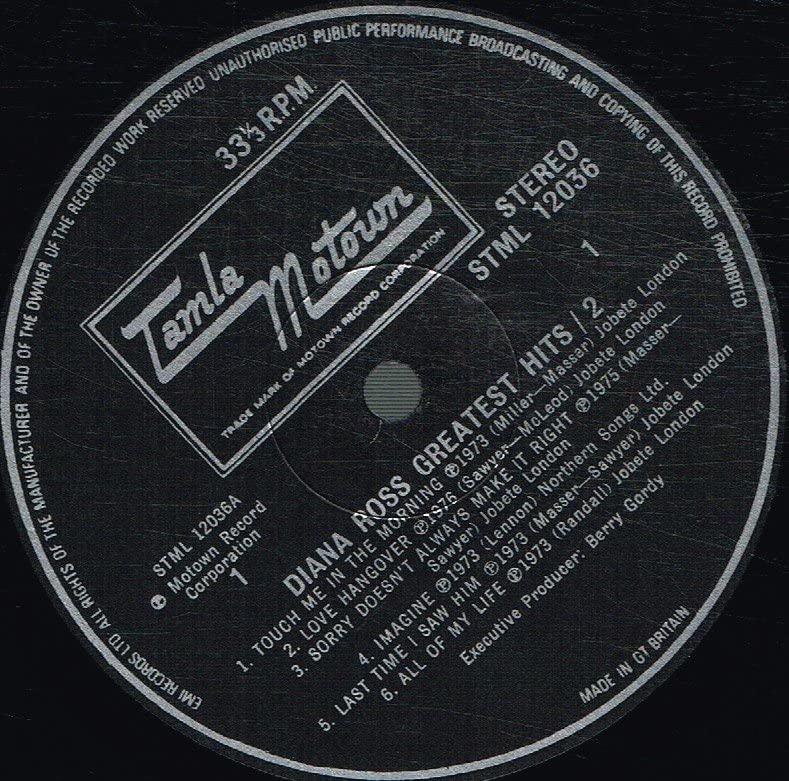 EMI RECORDS LTD ALL RIGHTS OF THE MANUFACTURER AND OF THE OWNER OF THE RECORDED WORK RESERVED UNAUTHORISED PUBLIC PERFORMANCE BROADCASTING AND COPYING OF THIS RECORD PROHIBITED
33⅓ R.P.M
Tamla
Motown
TRADE MARK OF MOTOWN RECORD CORPORATION
STEREO
STML 12036
1
STML 12036A
℗ Motown Record
Corporation
1
DIANA ROSS GREATEST HITS / 2
1. TOUCH ME IN THE MORNING ℗1973 (Miller—Masser) Jobete London
2. LOVE HANGOVER ℗1976 (Sawyer—McLeod) Jobete London
3. SORRY DOESN'T ALWAYS MAKE IT RIGHT ℗1975 (Masser—
Sawyer) Jobete London
4. IMAGINE ℗1973 (Lennon) Northern Songs Ltd.
5. LAST TIME I SAW HIM ℗1973 (Masser—Sawyer) Jobete London
6. ALL OF MY LIFE ℗1973 (Randall) Jobete London
Executive Producer: Berry Gordy
MADE IN GT BRITAIN